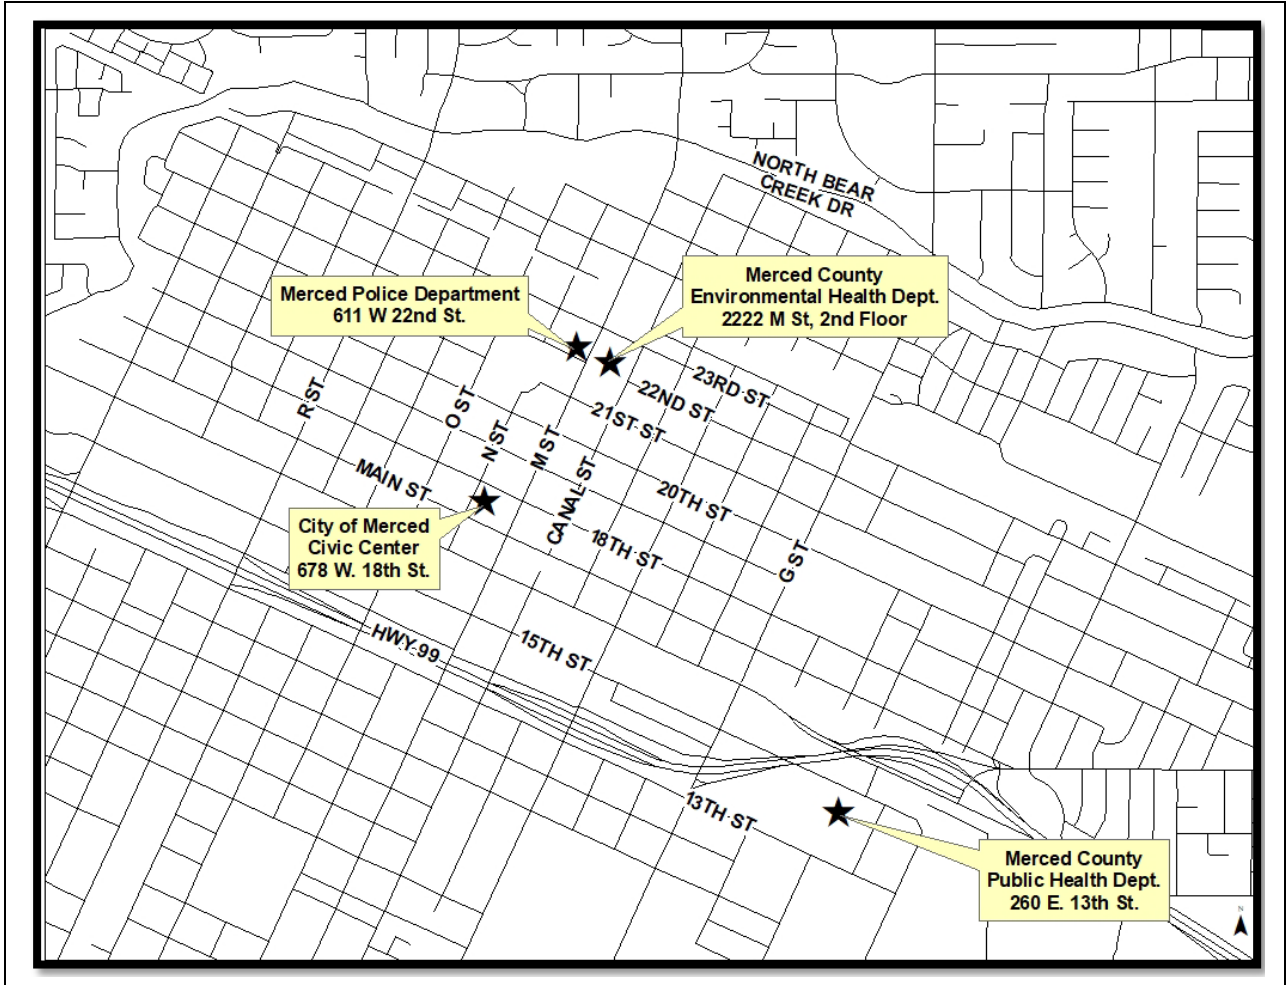 NORTH BEAR
CREEK DR
Merced Police Department
611 W 22nd St.
Merced County
Environmental Health Dept.
2222 M St, 2nd Floor
R ST
O ST
N ST
M ST
CANAL ST
23RD ST
22ND ST
21ST ST
MAIN ST
20TH ST
18TH ST
G ST
City of Merced
Civic Center
678 W. 18th St.
HWY 99
15TH ST
13TH ST
Merced County
Public Health Dept.
260 E. 13th St.
N